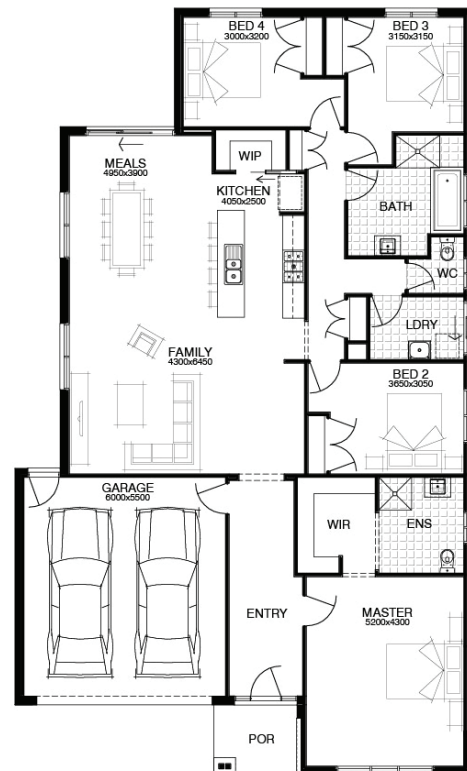 BED 4
3000x3200
BED 3
3150x3150
MEALS
4950x3900
WIP
KITCHEN
4050x2500
BATH
WC
LDRY
FAMILY
4300x6450
BED 2
3650x3050
GARAGE
6000x5500
WIR
ENS
ENTRY
MASTER
5200x4300
POR